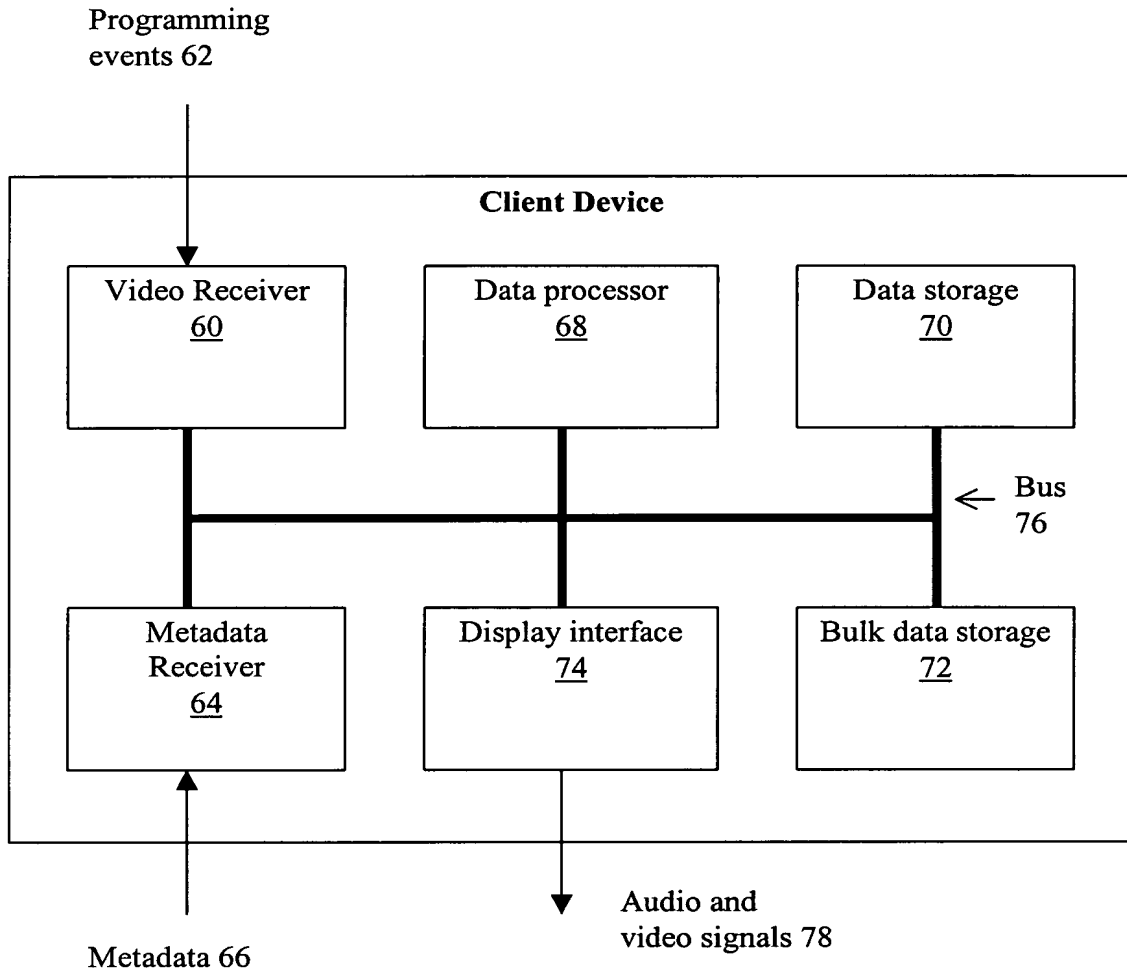 Programming
events 62
Client Device
Video Receiver
60
Data processor
68
Data storage
70
Bus
76
Metadata
Receiver
64
Display interface
74
Bulk data storage
72
Audio and
video signals 78
Metadata 66